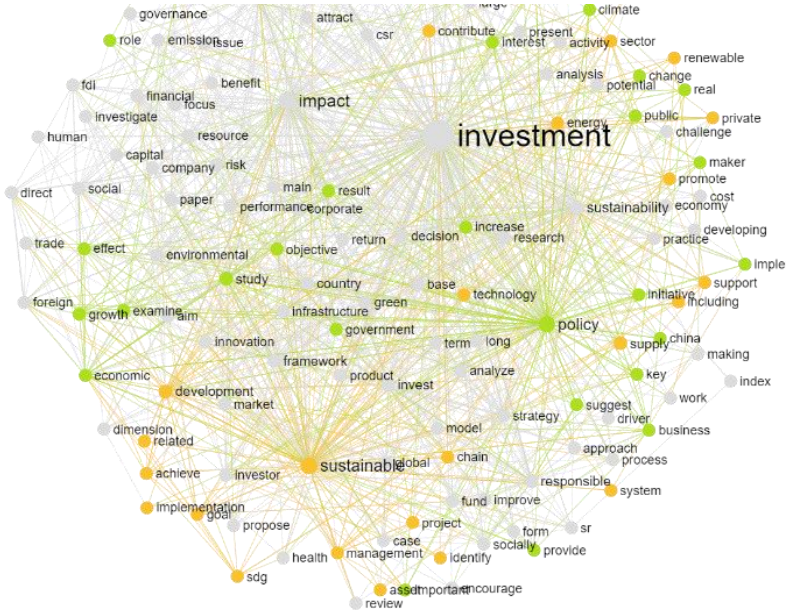 governance
attract
climate
role
emission
issue
csr
contribute
interest
present
activity
sector
renewable
fdi
benefit
analysis
potential
change
real
financial
focus
impact
investigate
energy
public
private
human
resource
investment
challenge
capital
company
risk
maker
direct
social
main
result
promote
paper
performance
corporate
sustainability
economy
cost
trade
effect
environmental
objective
return
decision
increase
research
practice
developing
study
country
base
green
technology
imple
support
foreign
growth
examine
aim
infrastructure
government
policy
initiative
including
innovation
term
long
supply
china
making
economic
framework
product
invest
analyze
key
index
development
market
suggest
work
dimension
related
model
strategy
driver
business
achieve
investor
sustainable
global
chain
approach
process
implementation
goal
fund
improve
responsible
system
propose
project
form
sr
sdg
health
management
case
identify
socially
provide
important
encourage
review